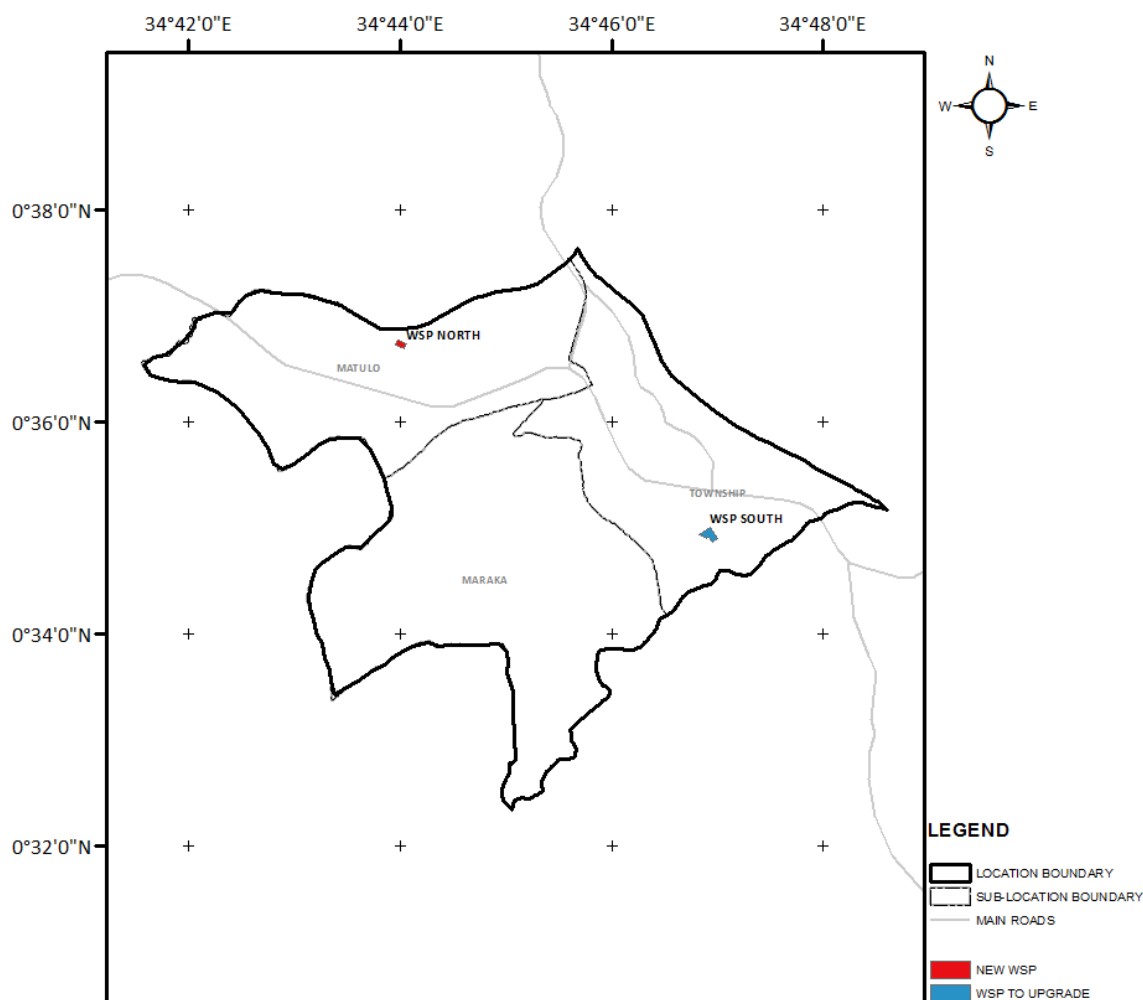 34°42'0"E
34°44'0"E
34°46'0"E
34°48'0"E
N
W
E
S
0°38'0"N
0°36'0"N
0°34'0"N
0°32'0"N
WSP NORTH
MATULO
TOWNSHIP
WSP SOUTH
MARAKA
LEGEND
LOCATION BOUNDARY
SUB-LOCATION BOUNDARY
MAIN ROADS
NEW WSP
WSP TO UPGRADE